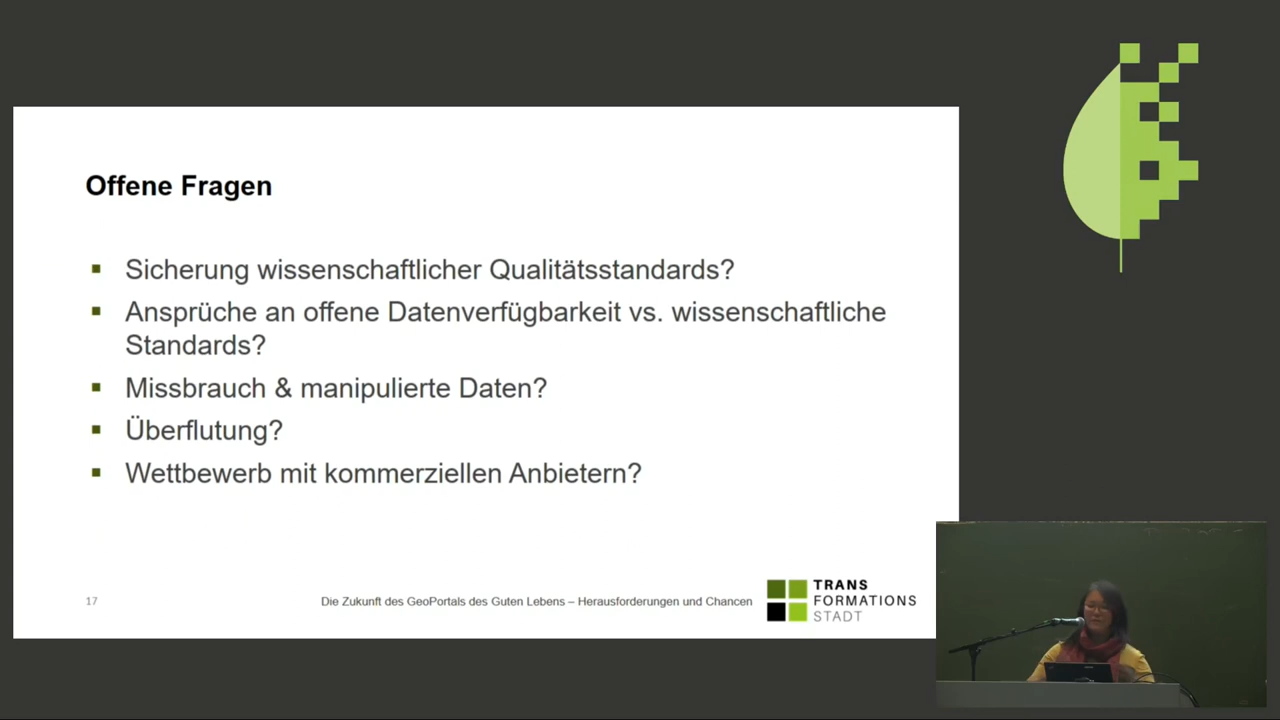 Offene Fragen
Sicherung wissenschaftlicher Qualitätsstandards?
Ansprüche an offene Datenverfügbarkeit vs. wissenschaftliche
Standards?
Missbrauch & manipulierte Daten?
Überflutung?
Wettbewerb mit kommerziellen Anbietern?
17
Die Zukunft des GeoPortals des Guten Lebens – Herausforderungen und Chancen
TRANS
FORMATIONS
STADT